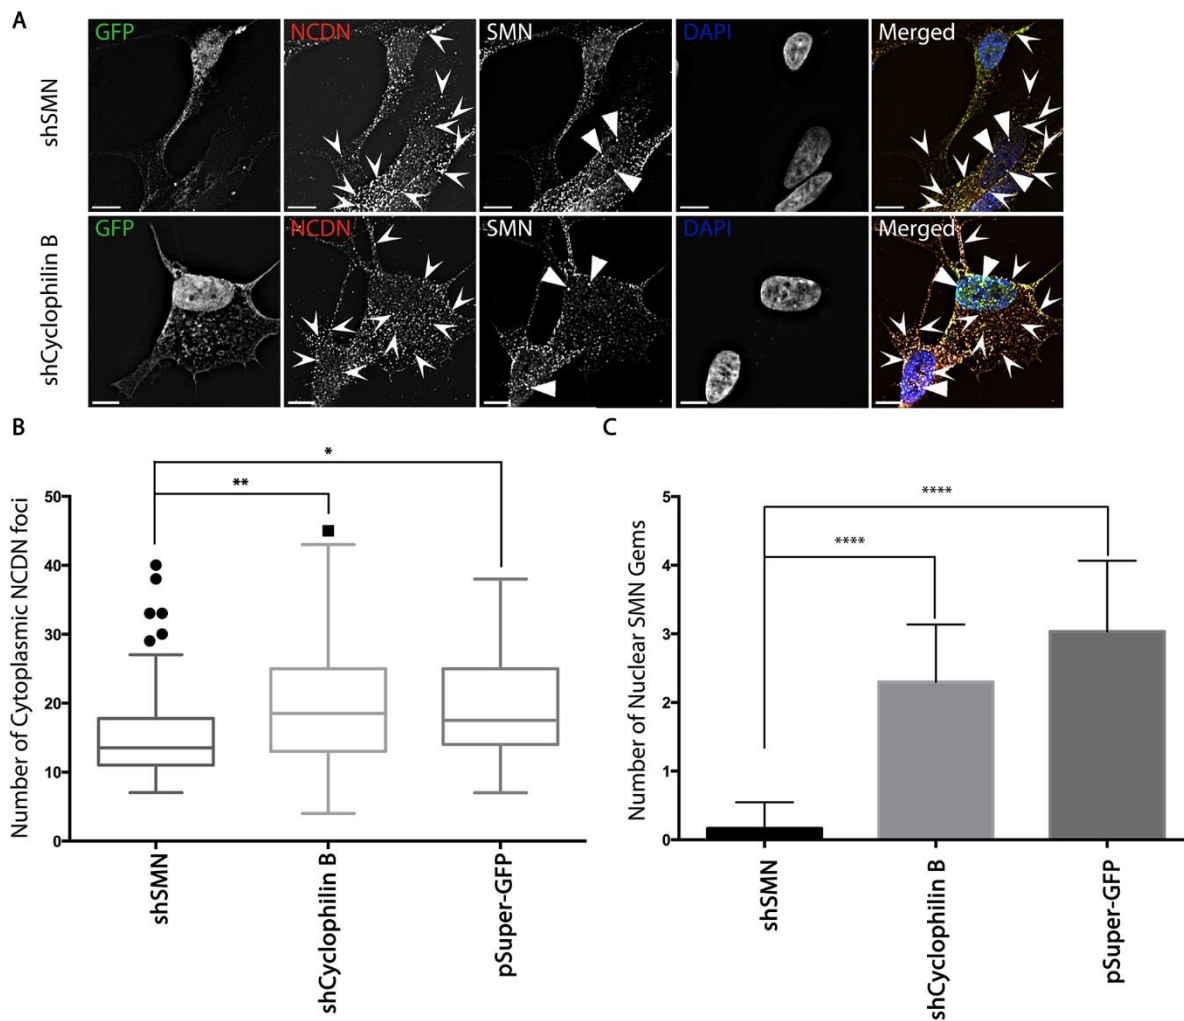 A
GFP NCDN SMN DAPI Merged
shSMN
GFP NCDN SMN DAPI Merged
shCyclophilin B
B
Number of Cytoplasmic NCDN foci
*
**
50
40
30
20
10
0
shSMN
shCyclophilin B
pSuper-GFP
C
Number of Nuclear SMN Gems
****
****
5
4
3
2
1
0
shSMN
shCyclophilin B
pSuper-GFP